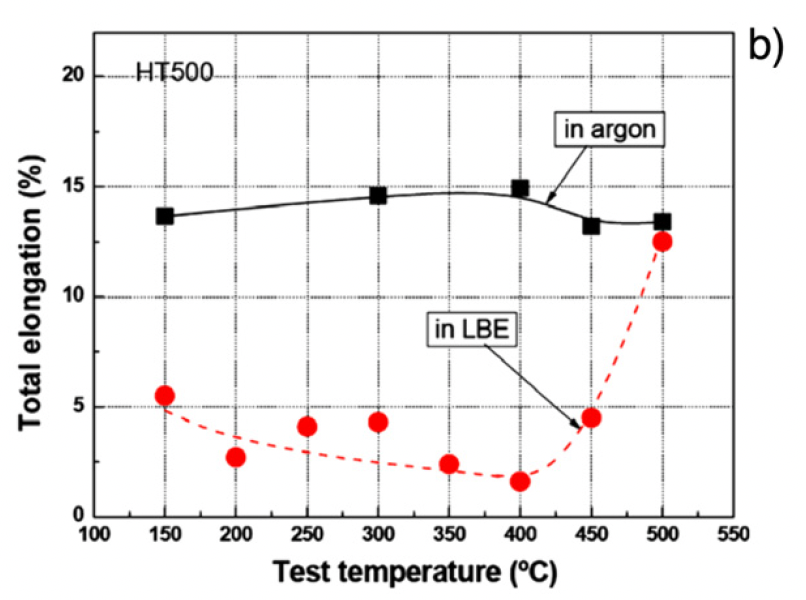 b)
HT500
in argon
in LBE
Total elongation (%)
20
15
10
5
0
100 150 200 250 300 350 400 450 500 550
Test temperature (ºC)